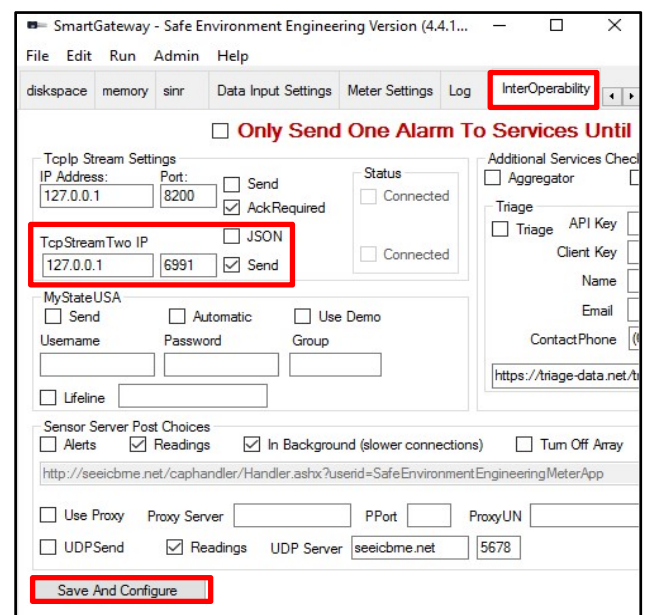 SmartGateway - Safe Environment Engineering Version (4.4.1...
File Edit Run Admin Help
diskspace memory sinr Data Input Settings Meter Settings Log InterOperability
Only Send One Alarm To Services Until
TcpIp Stream Settings
IP Address: Port:
127.0.0.1 8200 Send
AckRequired
Status
Connected
TcpStreamTwo IP JSON
127.0.0.1 6991 Send
Connected
Additional Services Chec
Aggregator
Triage
Triage API Key
Client Key
Name
Email
ContactPhone
https://triage-data.net/t
MyStateUSA
Send Automatic Use Demo
Username Password Group
Lifeline
Sensor Server Post Choices
Alerts Readings In Background (slower connections) Turn Off Array
http://seeicbme.net/caphandler/Handler.ashx?userid=SafeEnvironmentEngineeringMeterApp
Use Proxy Proxy Server PPort ProxyUN
UDPSend Readings UDP Server seeicbme.net 5678
Save And Configure